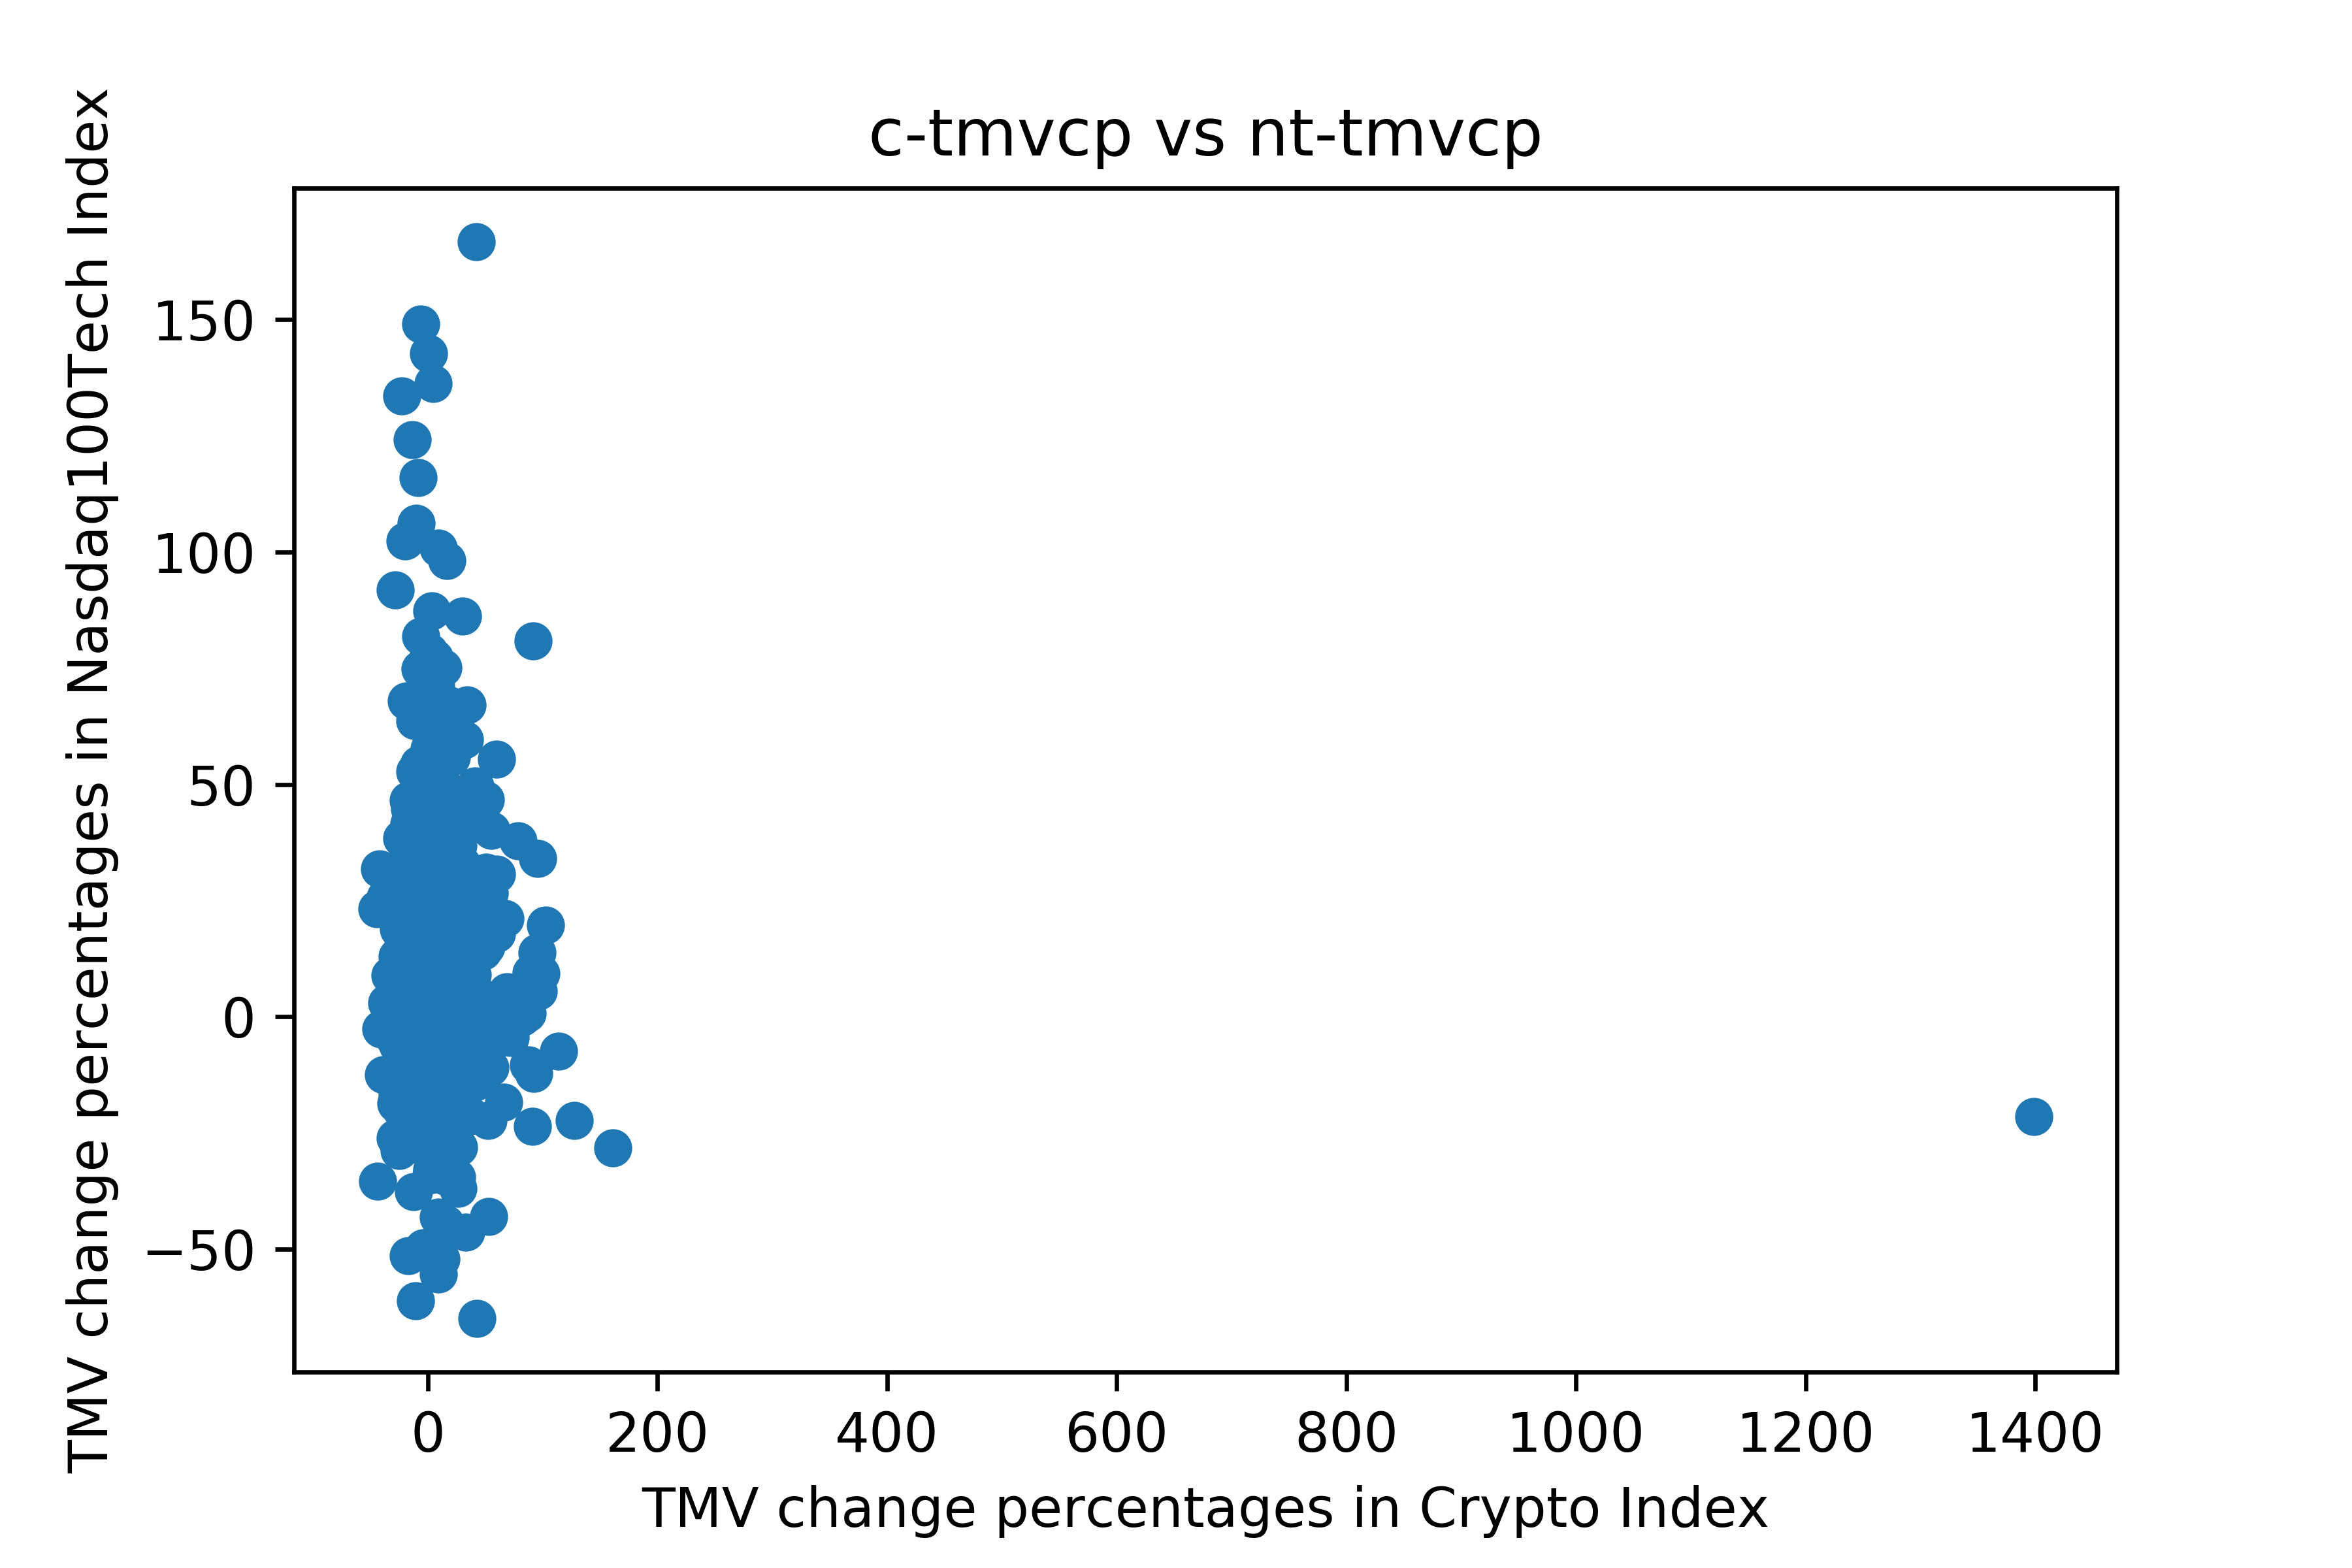 c-tmvcp vs nt-tmvcp
TMV change percentages in Nasdaq100Tech Index
150
100
50
0
−50
0 200 400 600 800 1000 1200 1400
TMV change percentages in Crypto Index